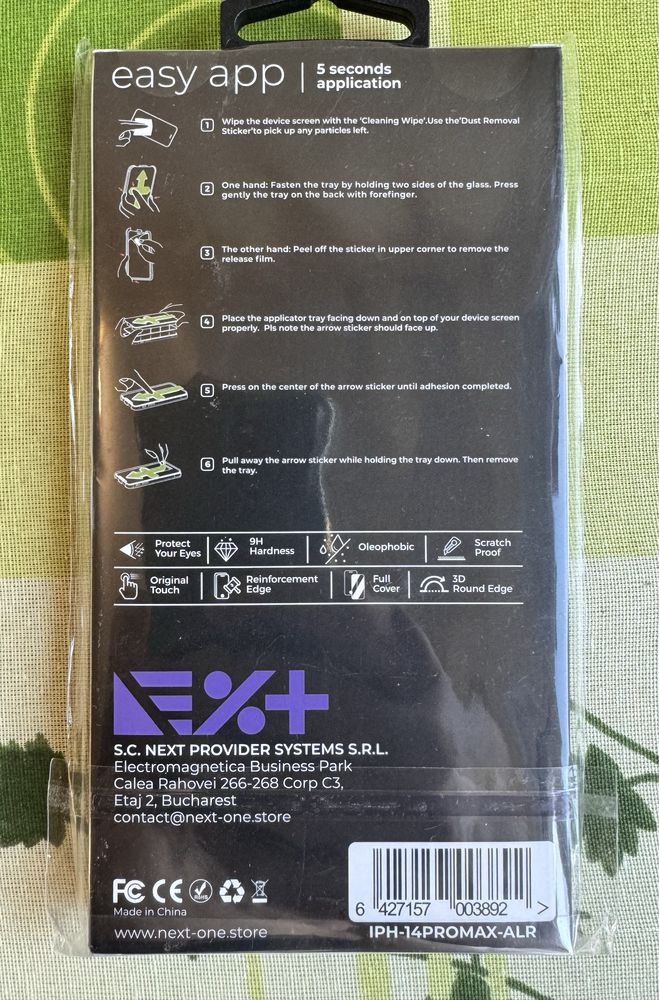 easy app | 5 seconds
application
1 Wipe the device screen with the 'Cleaning Wipe'.Use the'Dust Removal
Sticker'to pick up any particles left.
2 One hand: Fasten the tray by holding two sides of the glass. Press
gently the tray on the back with forefinger.
3 The other hand: Peel off the sticker in upper corner to remove the
release film.
4 Place the applicator tray facing down and on top of your device screen
properly. Pls note the arrow sticker should face up.
5 Press on the center of the arrow sticker until adhesion completed.
6 Pull away the arrow sticker while holding the tray down. Then remove
the tray.
Protect
Your Eyes
9H
Hardness
Oleophobic
Scratch
Proof
Original
Touch
Reinforcement
Edge
Full
Cover
3D
Round Edge
NEXT
S.C. NEXT PROVIDER SYSTEMS S.R.L.
Electromagnetica Business Park
Calea Rahovei 266-268 Corp C3,
Etaj 2, Bucharest
contact@next-one.store
FC CE RoHS
Made in China
www.next-one.store
6 427157 003892 >
IPH-14PROMAX-ALR